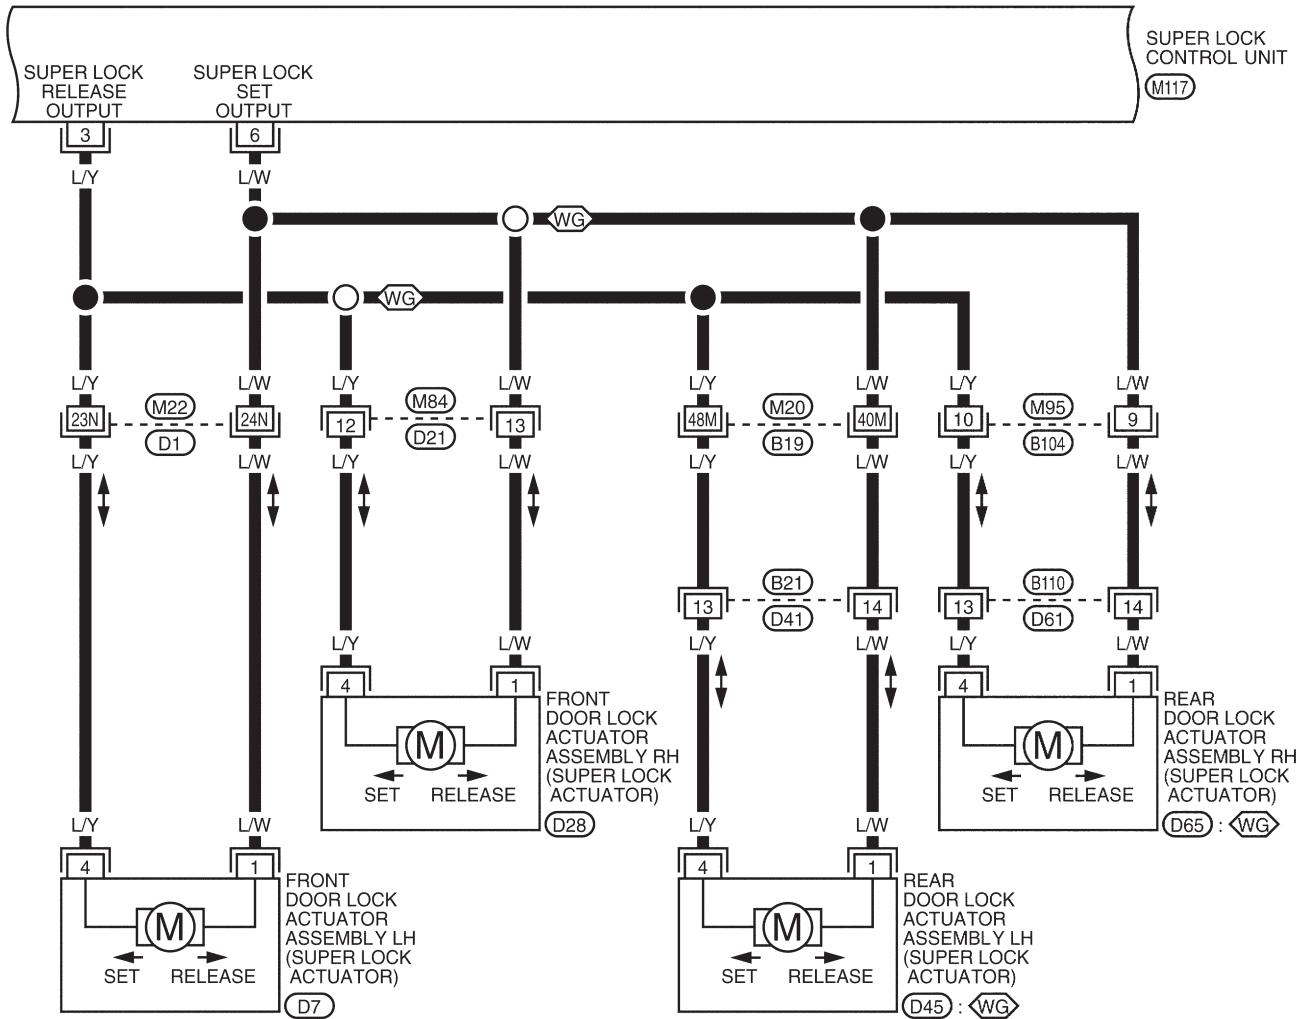 SUPER LOCK
CONTROL UNIT
M117
SUPER LOCK
RELEASE
OUTPUT
SUPER LOCK
SET
OUTPUT
3
6
L/Y
L/W
WG
WG
L/Y
L/W
L/Y
L/W
L/Y
L/W
L/Y
L/W
23N
M22
D1
24N
12
M84
D21
13
48M
M20
B19
40M
10
M95
B104
9
L/Y
L/W
L/Y
L/W
L/Y
L/W
L/Y
L/W
13
B21
D41
14
13
B110
D61
14
L/Y
L/W
L/Y
L/W
L/Y
L/W
4
1
M
SET
RELEASE
FRONT
DOOR LOCK
ACTUATOR
ASSEMBLY RH
(SUPER LOCK
ACTUATOR)
D28
4
1
M
SET
RELEASE
REAR
DOOR LOCK
ACTUATOR
ASSEMBLY RH
(SUPER LOCK
ACTUATOR)
D65 : WG
L/Y
L/W
L/Y
L/W
4
1
M
SET
RELEASE
FRONT
DOOR LOCK
ACTUATOR
ASSEMBLY LH
(SUPER LOCK
ACTUATOR)
D7
4
1
M
SET
RELEASE
REAR
DOOR LOCK
ACTUATOR
ASSEMBLY LH
(SUPER LOCK
ACTUATOR)
D45 : WG